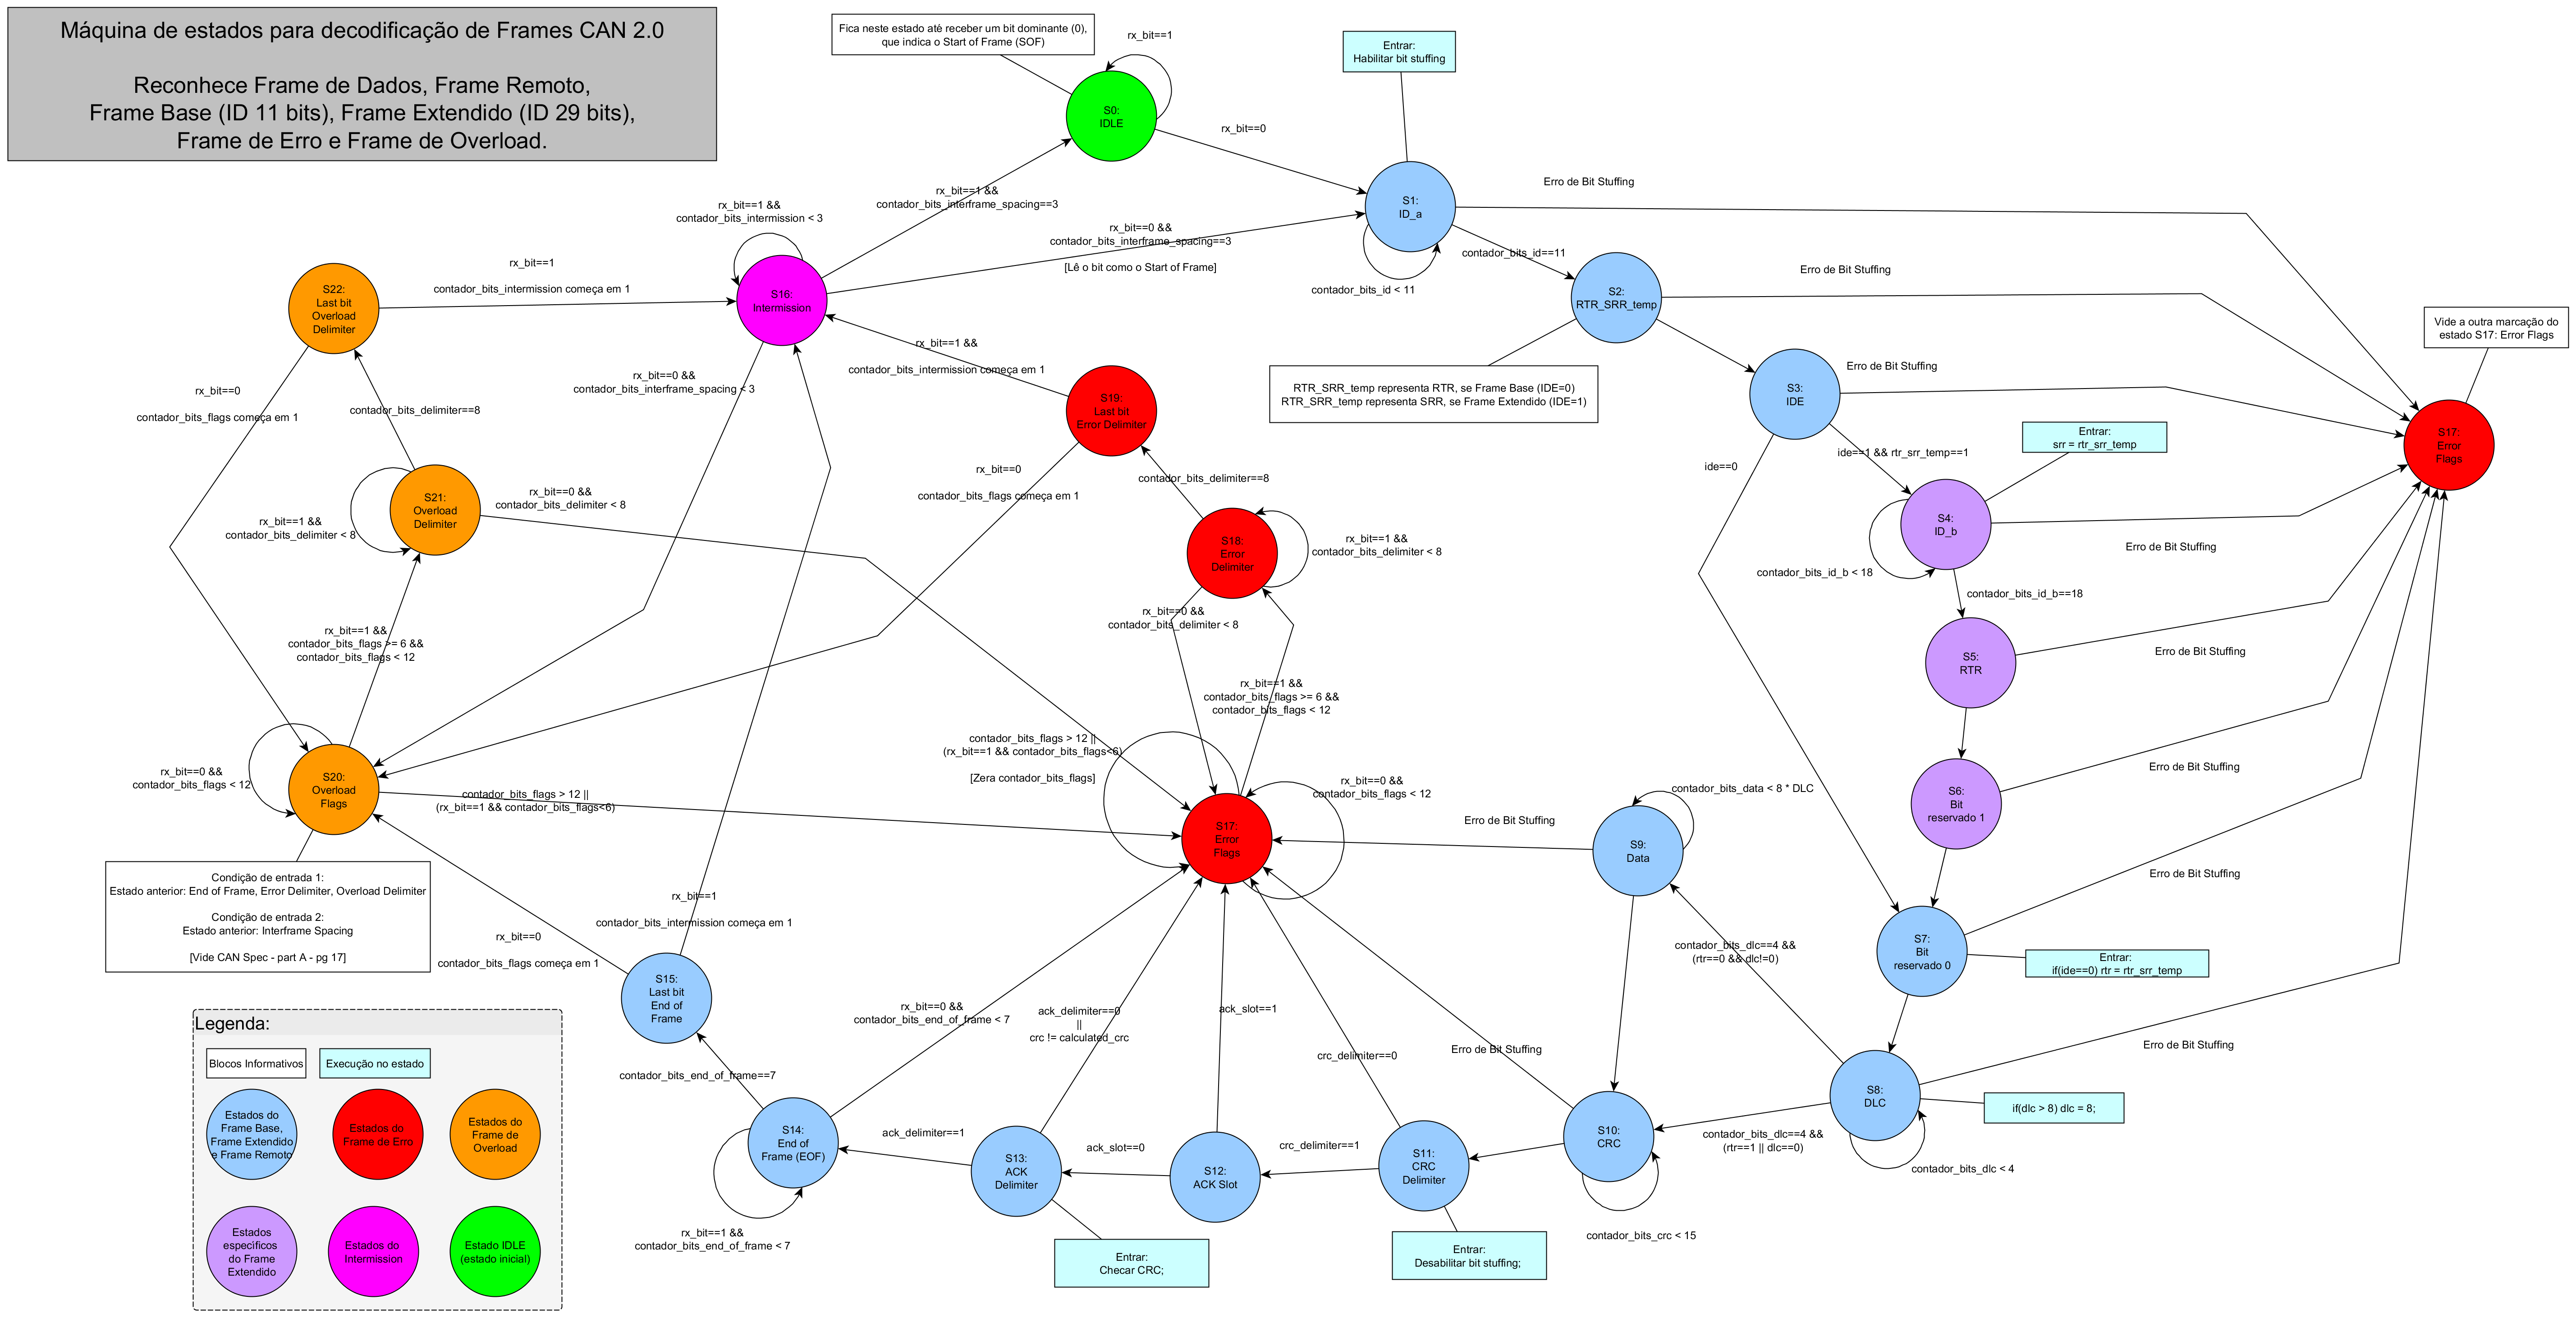 Máquina de estados para decodificação de Frames CAN 2.0
Reconhece Frame de Dados, Frame Remoto,
Frame Base (ID 11 bits), Frame Extendido (ID 29 bits),
Frame de Erro e Frame de Overload.
Fica neste estado até receber um bit dominante (0),
que indica o Start of Frame (SOF)
rx_bit==1
S0:
IDLE
rx_bit==0
Entrar:
Habilitar bit stuffing
S1:
ID_a
Erro de Bit Stuffing
contador_bits_id < 11
contador_bits_id==11
S2:
RTR_SRR_temp
Erro de Bit Stuffing
RTR_SRR_temp representa RTR, se Frame Base (IDE=0)
RTR_SRR_temp representa SRR, se Frame Extendido (IDE=1)
S3:
IDE
Erro de Bit Stuffing
ide==0
ide==1 && rtr_srr_temp==1
Entrar:
srr = rtr_srr_temp
Vide a outra marcação do
estado S17: Error Flags
S17:
Error
Flags
S4:
ID_b
Erro de Bit Stuffing
contador_bits_id_b < 18
contador_bits_id_b==18
S5:
RTR
Erro de Bit Stuffing
S6:
Bit
reservado 1
Erro de Bit Stuffing
S7:
Bit
reservado 0
Erro de Bit Stuffing
Entrar:
if(ide==0) rtr = rtr_srr_temp
S8:
DLC
Erro de Bit Stuffing
if(dlc > 8) dlc = 8;
contador_bits_dlc < 4
contador_bits_dlc==4 &&
(rtr==0 && dlc!=0)
contador_bits_dlc==4 &&
(rtr==1 || dlc==0)
S9:
Data
contador_bits_data < 8 * DLC
Erro de Bit Stuffing
S10:
CRC
Erro de Bit Stuffing
contador_bits_crc < 15
S11:
CRC
Delimiter
crc_delimiter==0
crc_delimiter==1
Entrar:
Desabilitar bit stuffing;
S12:
ACK Slot
ack_slot==1
ack_slot==0
S13:
ACK
Delimiter
ack_delimiter==0
||
crc != calculated_crc
ack_delimiter==1
Entrar:
Checar CRC;
S14:
End of
Frame (EOF)
rx_bit==0 &&
contador_bits_end_of_frame < 7
rx_bit==1 &&
contador_bits_end_of_frame < 7
contador_bits_end_of_frame==7
S15:
Last bit
End of
Frame
rx_bit==1
contador_bits_intermission começa em 1
rx_bit==0
contador_bits_flags começa em 1
S16:
Intermission
rx_bit==1 &&
contador_bits_intermission < 3
rx_bit==1 &&
contador_bits_interframe_spacing==3
rx_bit==0 &&
contador_bits_interframe_spacing==3
[Lê o bit como o Start of Frame]
rx_bit==0 &&
contador_bits_interframe_spacing < 3
S17:
Error
Flags
contador_bits_flags > 12 ||
(rx_bit==1 && contador_bits_flags<6)
[Zera contador_bits_flags]
rx_bit==0 &&
contador_bits_flags < 12
rx_bit==1 &&
contador_bits_flags >= 6 &&
contador_bits_flags < 12
S18:
Error
Delimiter
rx_bit==1 &&
contador_bits_delimiter < 8
rx_bit==0 &&
contador_bits_delimiter < 8
contador_bits_delimiter==8
S19:
Last bit
Error Delimiter
rx_bit==1 &&
contador_bits_intermission começa em 1
rx_bit==0
contador_bits_flags começa em 1
S20:
Overload
Flags
rx_bit==0 &&
contador_bits_flags < 12
contador_bits_flags > 12 ||
(rx_bit==1 && contador_bits_flags<6)
rx_bit==1 &&
contador_bits_flags >= 6 &&
contador_bits_flags < 12
Condição de entrada 1:
Estado anterior: End of Frame, Error Delimiter, Overload Delimiter
Condição de entrada 2:
Estado anterior: Interframe Spacing
[Vide CAN Spec - part A - pg 17]
S21:
Overload
Delimiter
rx_bit==1 &&
contador_bits_delimiter < 8
rx_bit==0 &&
contador_bits_delimiter < 8
contador_bits_delimiter==8
S22:
Last bit
Overload
Delimiter
rx_bit==1
contador_bits_intermission começa em 1
rx_bit==0
contador_bits_flags começa em 1
Legenda:
Blocos Informativos
Execução no estado
Estados do
Frame Base,
Frame Extendido
e Frame Remoto
Estados do
Frame de Erro
Estados do
Frame de
Overload
Estados
específicos
do Frame
Extendido
Estados do
Intermission
Estado IDLE
(estado inicial)